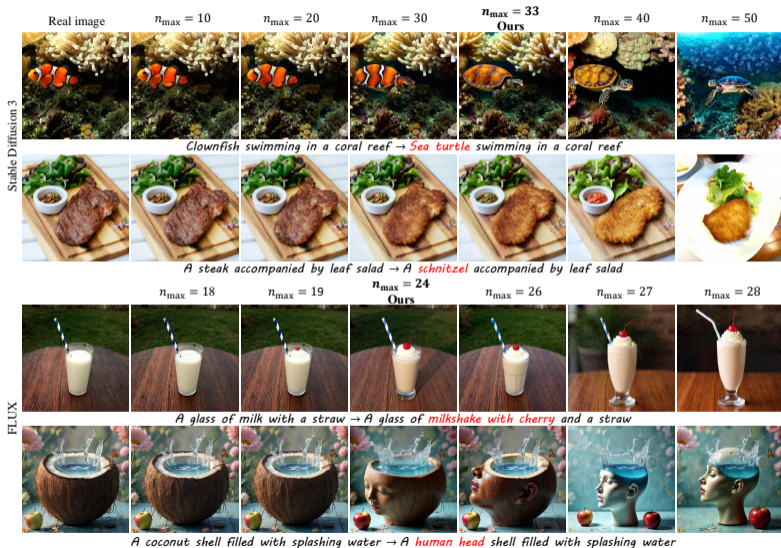 Real image n_max = 10 n_max = 20 n_max = 30 n_max = 33 n_max = 40 n_max = 50
Ours
Stable Diffusion 3
Clownfish swimming in a coral reef → Sea turtle swimming in a coral reef
A steak accompanied by leaf salad → A schnitzel accompanied by leaf salad
n_max = 18 n_max = 19 n_max = 24 n_max = 26 n_max = 27 n_max = 28
Ours
FLUX
A glass of milk with a straw → A glass of milkshake with cherry and a straw
A coconut shell filled with splashing water → A human head shell filled with splashing water